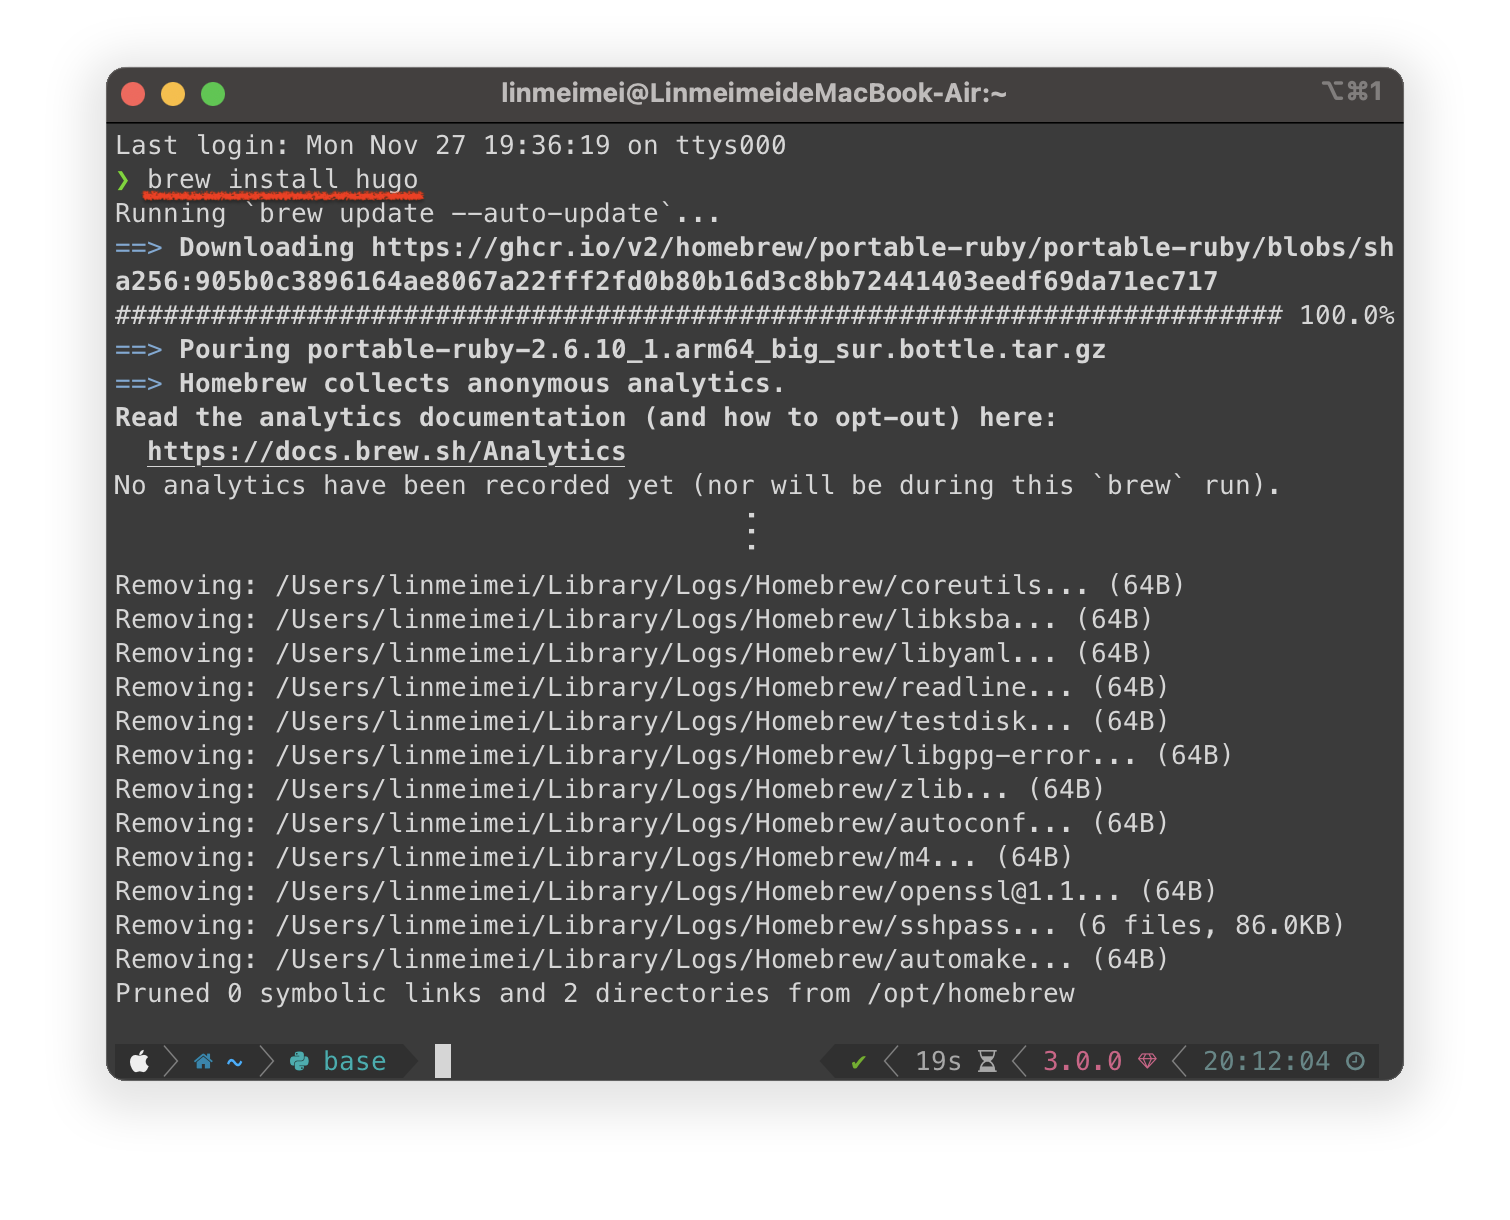 linmeimei@LinmeimeideMacBook-Air:~ ⌥⌘1
Last login: Mon Nov 27 19:36:19 on ttys000
❯ brew install hugo
Running `brew update --auto-update`...
==> Downloading https://ghcr.io/v2/homebrew/portable-ruby/portable-ruby/blobs/sh
a256:905b0c3896164ae8067a22fff2fd0b80b16d3c8bb72441403eedf69da71ec717
######################################################################### 100.0%
==> Pouring portable-ruby-2.6.10_1.arm64_big_sur.bottle.tar.gz
==> Homebrew collects anonymous analytics.
Read the analytics documentation (and how to opt-out) here:
  https://docs.brew.sh/Analytics
No analytics have been recorded yet (nor will be during this `brew` run).
⋮
Removing: /Users/linmeimei/Library/Logs/Homebrew/coreutils... (64B)
Removing: /Users/linmeimei/Library/Logs/Homebrew/libksba... (64B)
Removing: /Users/linmeimei/Library/Logs/Homebrew/libyaml... (64B)
Removing: /Users/linmeimei/Library/Logs/Homebrew/readline... (64B)
Removing: /Users/linmeimei/Library/Logs/Homebrew/testdisk... (64B)
Removing: /Users/linmeimei/Library/Logs/Homebrew/libgpg-error... (64B)
Removing: /Users/linmeimei/Library/Logs/Homebrew/zlib... (64B)
Removing: /Users/linmeimei/Library/Logs/Homebrew/autoconf... (64B)
Removing: /Users/linmeimei/Library/Logs/Homebrew/m4... (64B)
Removing: /Users/linmeimei/Library/Logs/Homebrew/openssl@1.1... (64B)
Removing: /Users/linmeimei/Library/Logs/Homebrew/sshpass... (6 files, 86.0KB)
Removing: /Users/linmeimei/Library/Logs/Homebrew/automake... (64B)
Pruned 0 symbolic links and 2 directories from /opt/homebrew
~ base ✔ 19s 3.0.0 20:12:04